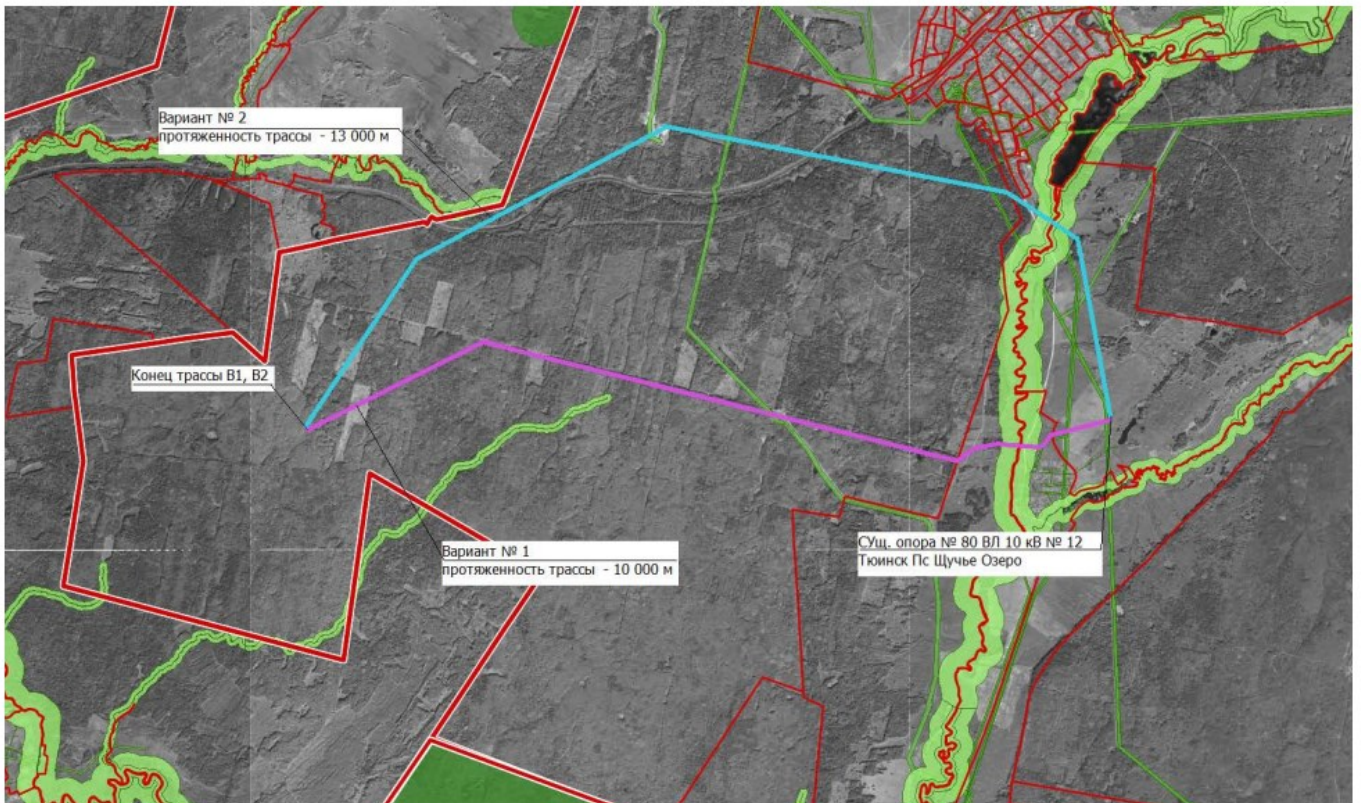 Вариант № 2
протяженность трассы - 13 000 м
Конец трассы В1, В2
Вариант № 1
протяженность трассы - 10 000 м
СУщ. опора № 80 ВЛ 10 кВ № 12
Тюинск Пс Щучье Озеро